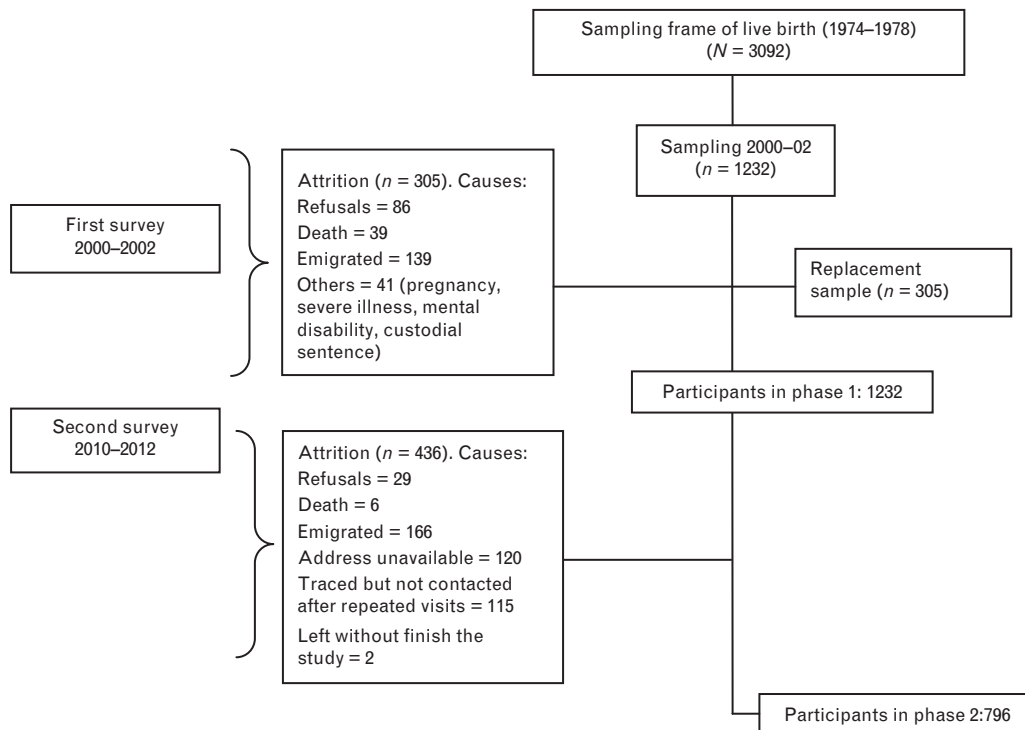 Sampling frame of live birth (1974–1978)
(N = 3092)
Sampling 2000–02
(n = 1232)
First survey
2000–2002
Attrition (n = 305). Causes:
Refusals = 86
Death = 39
Emigrated = 139
Others = 41 (pregnancy,
severe illness, mental
disability, custodial
sentence)
Replacement
sample (n = 305)
Participants in phase 1: 1232
Second survey
2010–2012
Attrition (n = 436). Causes:
Refusals = 29
Death = 6
Emigrated = 166
Address unavailable = 120
Traced but not contacted
after repeated visits = 115
Left without finish the
study = 2
Participants in phase 2:796